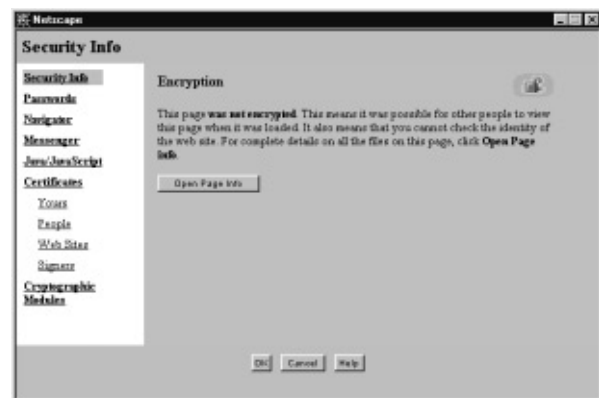 Netscape
Security Info
Security Info
Passwords
Navigator
Messenger
Java/JavaScript
Certificates
Yours
People
Web Sites
Signers
Cryptographic
Modules
Encryption
This page was not encrypted. This means it was possible for other people to view
this page when it was loaded. It also means that you cannot check the identity of
the web site. For complete details on all the files on this page, click Open Page
Info.
Open Page Info
OK Cancel Help